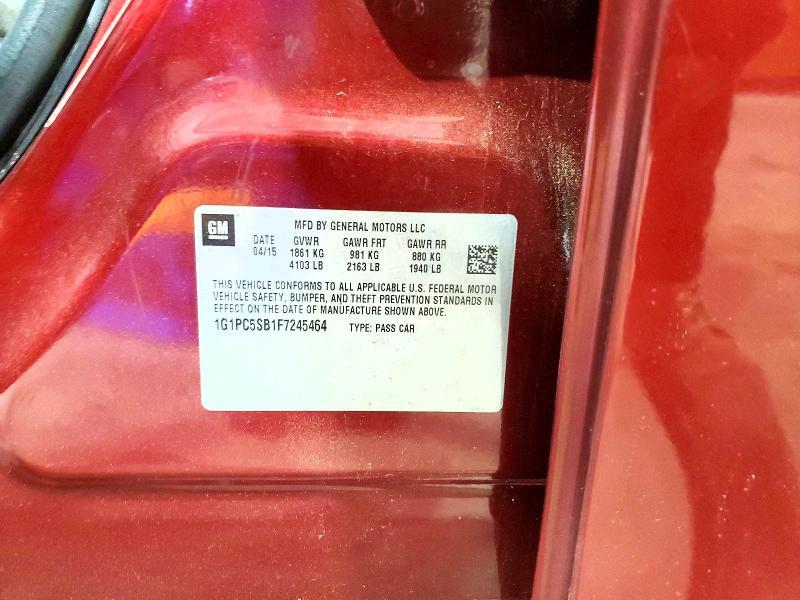 GM
MFD BY GENERAL MOTORS LLC
DATE GVWR GAWR FRT GAWR RR
04/15 1861 KG 981 KG 880 KG
4103 LB 2163 LB 1940 LB
THIS VEHICLE CONFORMS TO ALL APPLICABLE U.S. FEDERAL MOTOR
VEHICLE SAFETY, BUMPER, AND THEFT PREVENTION STANDARDS IN
EFFECT ON THE DATE OF MANUFACTURE SHOWN ABOVE.
1G1PC5SB1F7245464 TYPE: PASS CAR